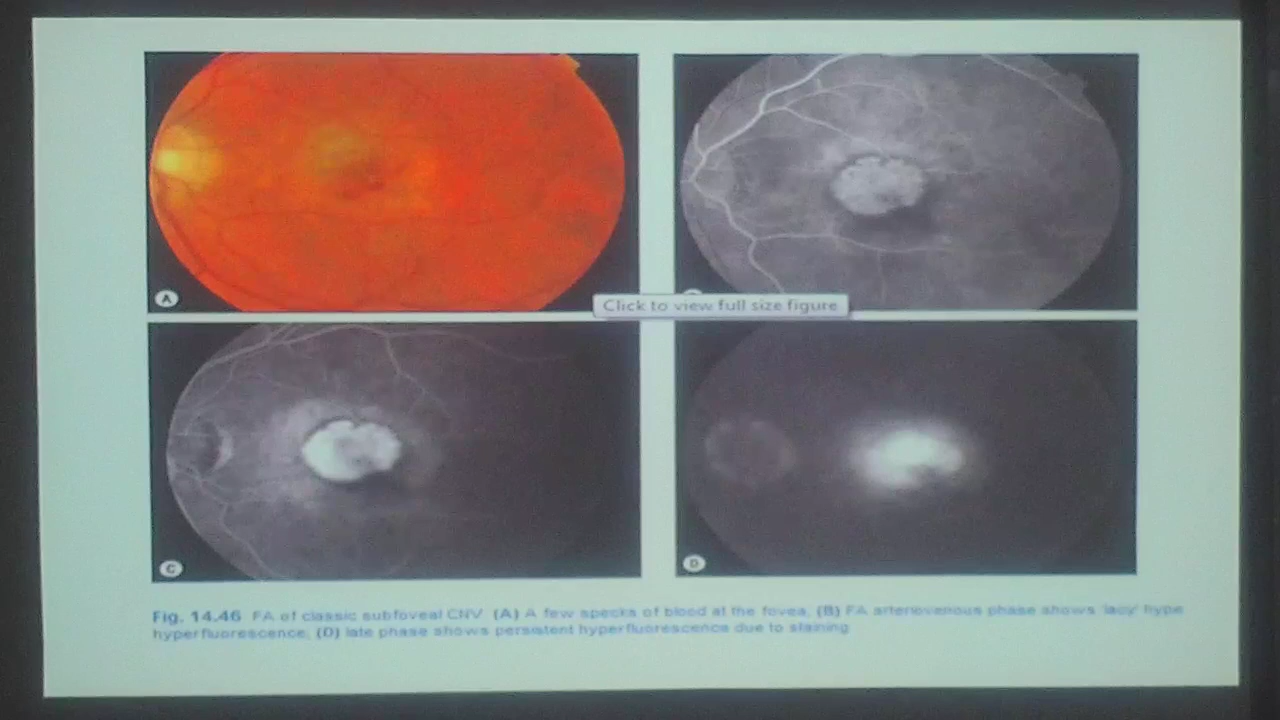 A
Click to view full size figure
C
D
Fig. 14.46 FA of classic subfoveal CNV (A) A few specks of blood at the fovea; (B) FA arteriovenous phase shows 'lacy' hype
hyperfluorescence; (D) late phase shows persistent hyperfluorescence due to staining